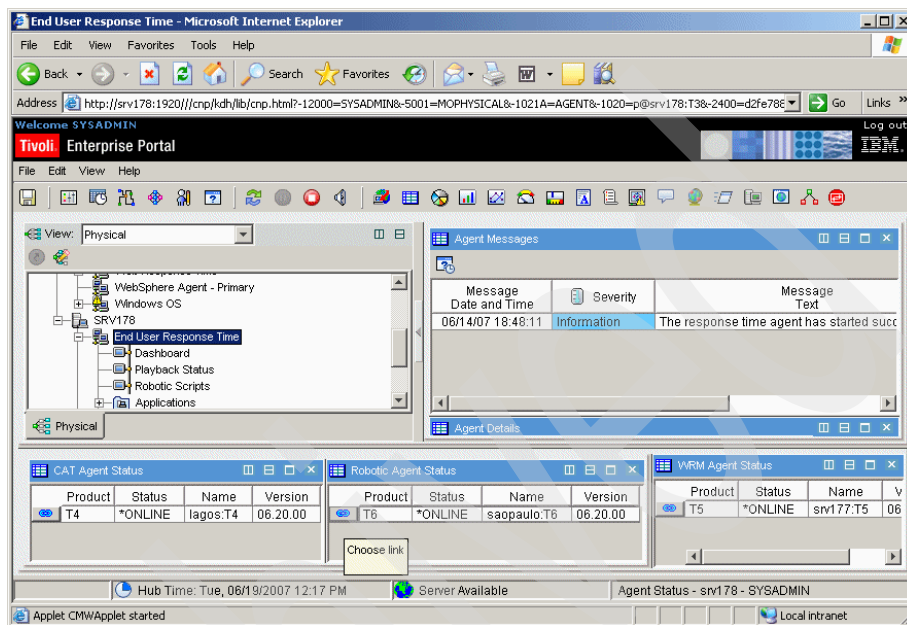 End User Response Time - Microsoft Internet Explorer
File Edit View Favorites Tools Help
Back Search Favorites
Address http://srv178:1920///cnp/kdh/lib/cnp.html?-12000=SYSADMIN&-5001=MOPHYSICAL&-1021A=AGENT&-1020=p@srv178:T3&-2400=d2fe78 Go Links »
Welcome SYSADMIN Log out
Tivoli. Enterprise Portal IBM.
File Edit View Help
View: Physical
WebSphere Agent - Primary
Windows OS
SRV178
End User Response Time
Dashboard
Playback Status
Robotic Scripts
Applications
Physical
Agent Messages
Message Date and Time Severity Message Text
06/14/07 18:48:11 Information The response time agent has started succ
Agent Details
CAT Agent Status
Product Status Name Version
T4 *ONLINE lagos:T4 06.20.00
Robotic Agent Status
Product Status Name Version
T6 *ONLINE saopaulo:T6 06.20.00
Choose link
WRM Agent Status
Product Status Name V
T5 *ONLINE srv177:T5 06
Hub Time: Tue, 06/19/2007 12:17 PM Server Available Agent Status - srv178 - SYSADMIN
Applet CMWApplet started Local intranet